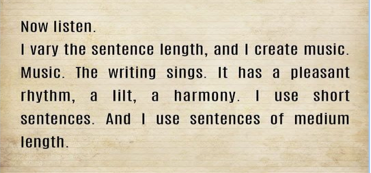 Now listen.
I vary the sentence length, and I create music.
Music. The writing sings. It has a pleasant
rhythm, a lilt, a harmony. I use short
sentences. And I use sentences of medium
length.